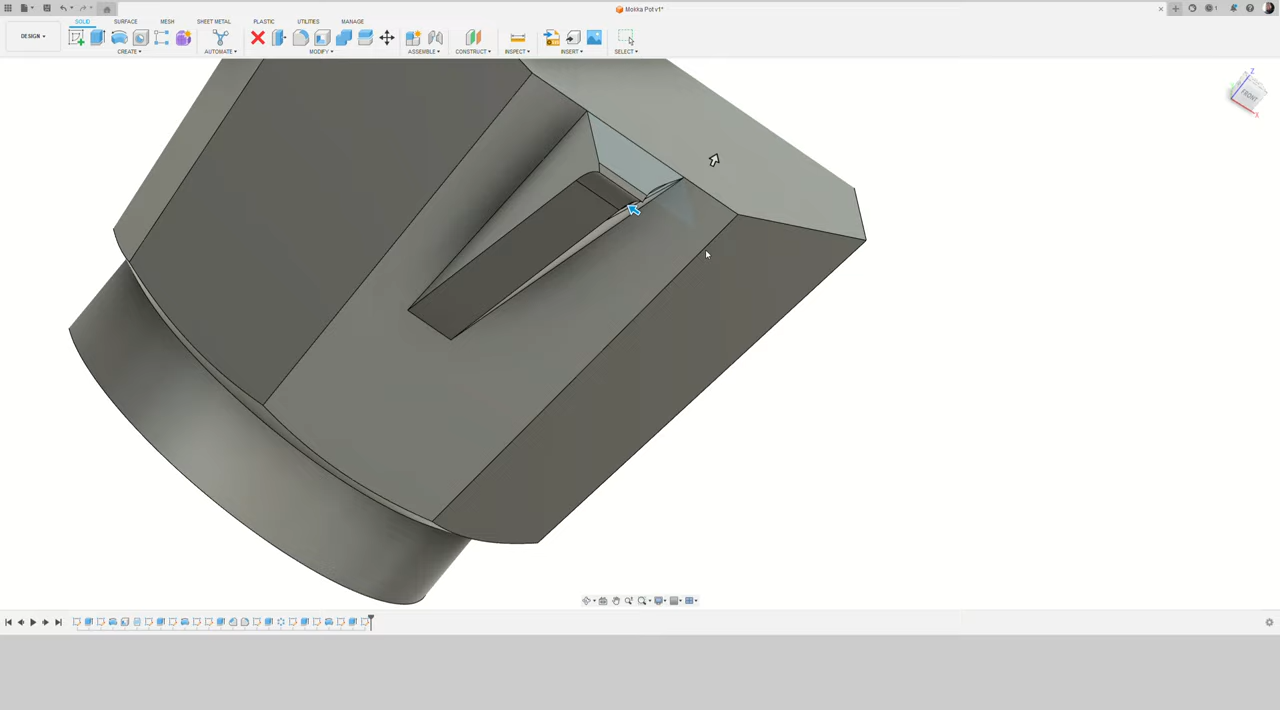 Mokka Pot v1*
SOLID SURFACE MESH SHEET METAL PLASTIC UTILITIES MANAGE
DESIGN ▾
CREATE ▾ AUTOMATE ▾ MODIFY ▾ ASSEMBLE ▾ CONSTRUCT ▾ INSPECT ▾ INSERT ▾ SELECT ▾
Z
FRONT
X